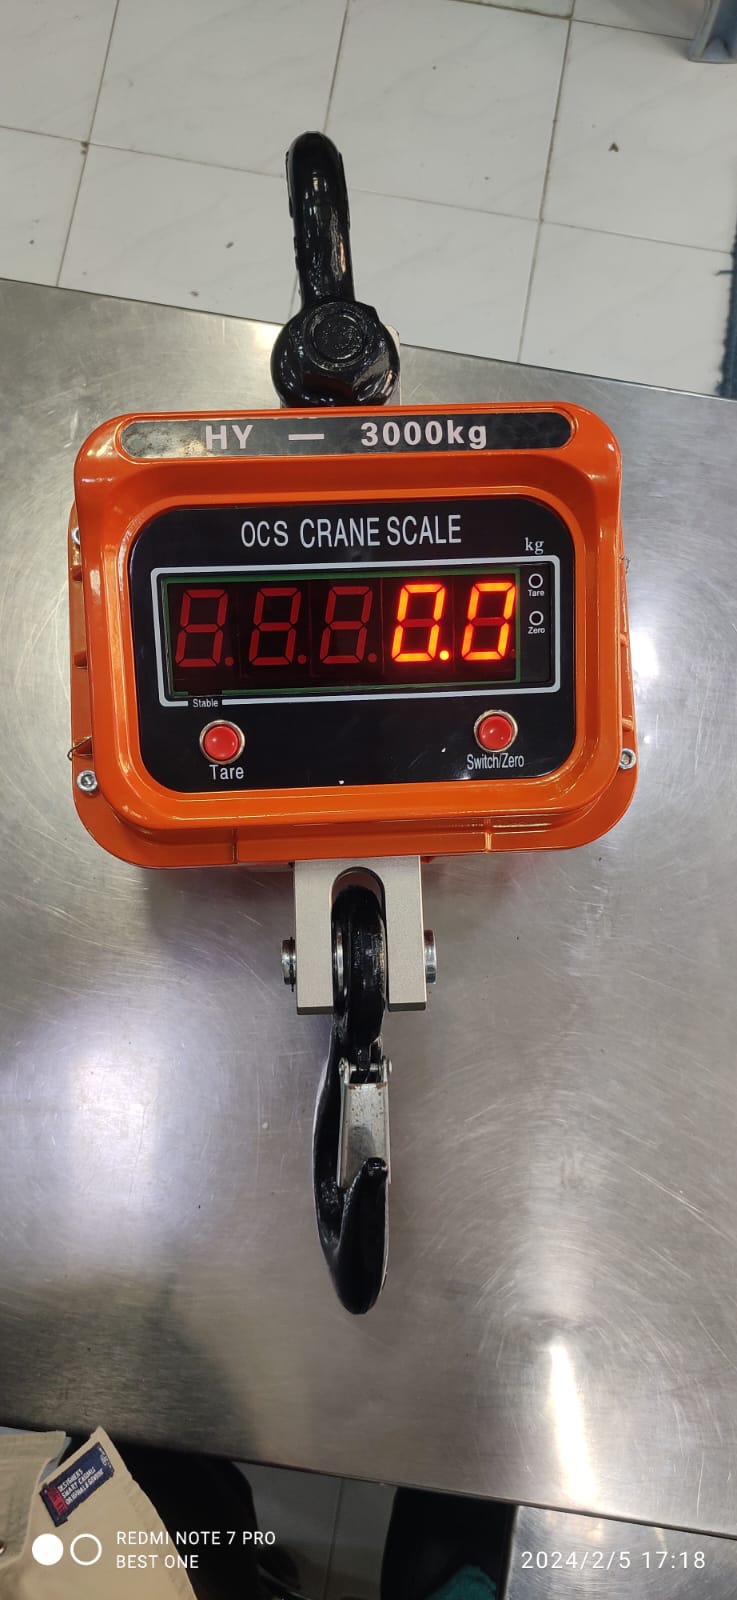 HY — 3000kg
OCS CRANE SCALE
kg
Tare
0.0
Zero
Stable
Tare
Switch/Zero
DESIGNERS
REDMI NOTE 7 PRO
BEST ONE
2024/2/5 17:18